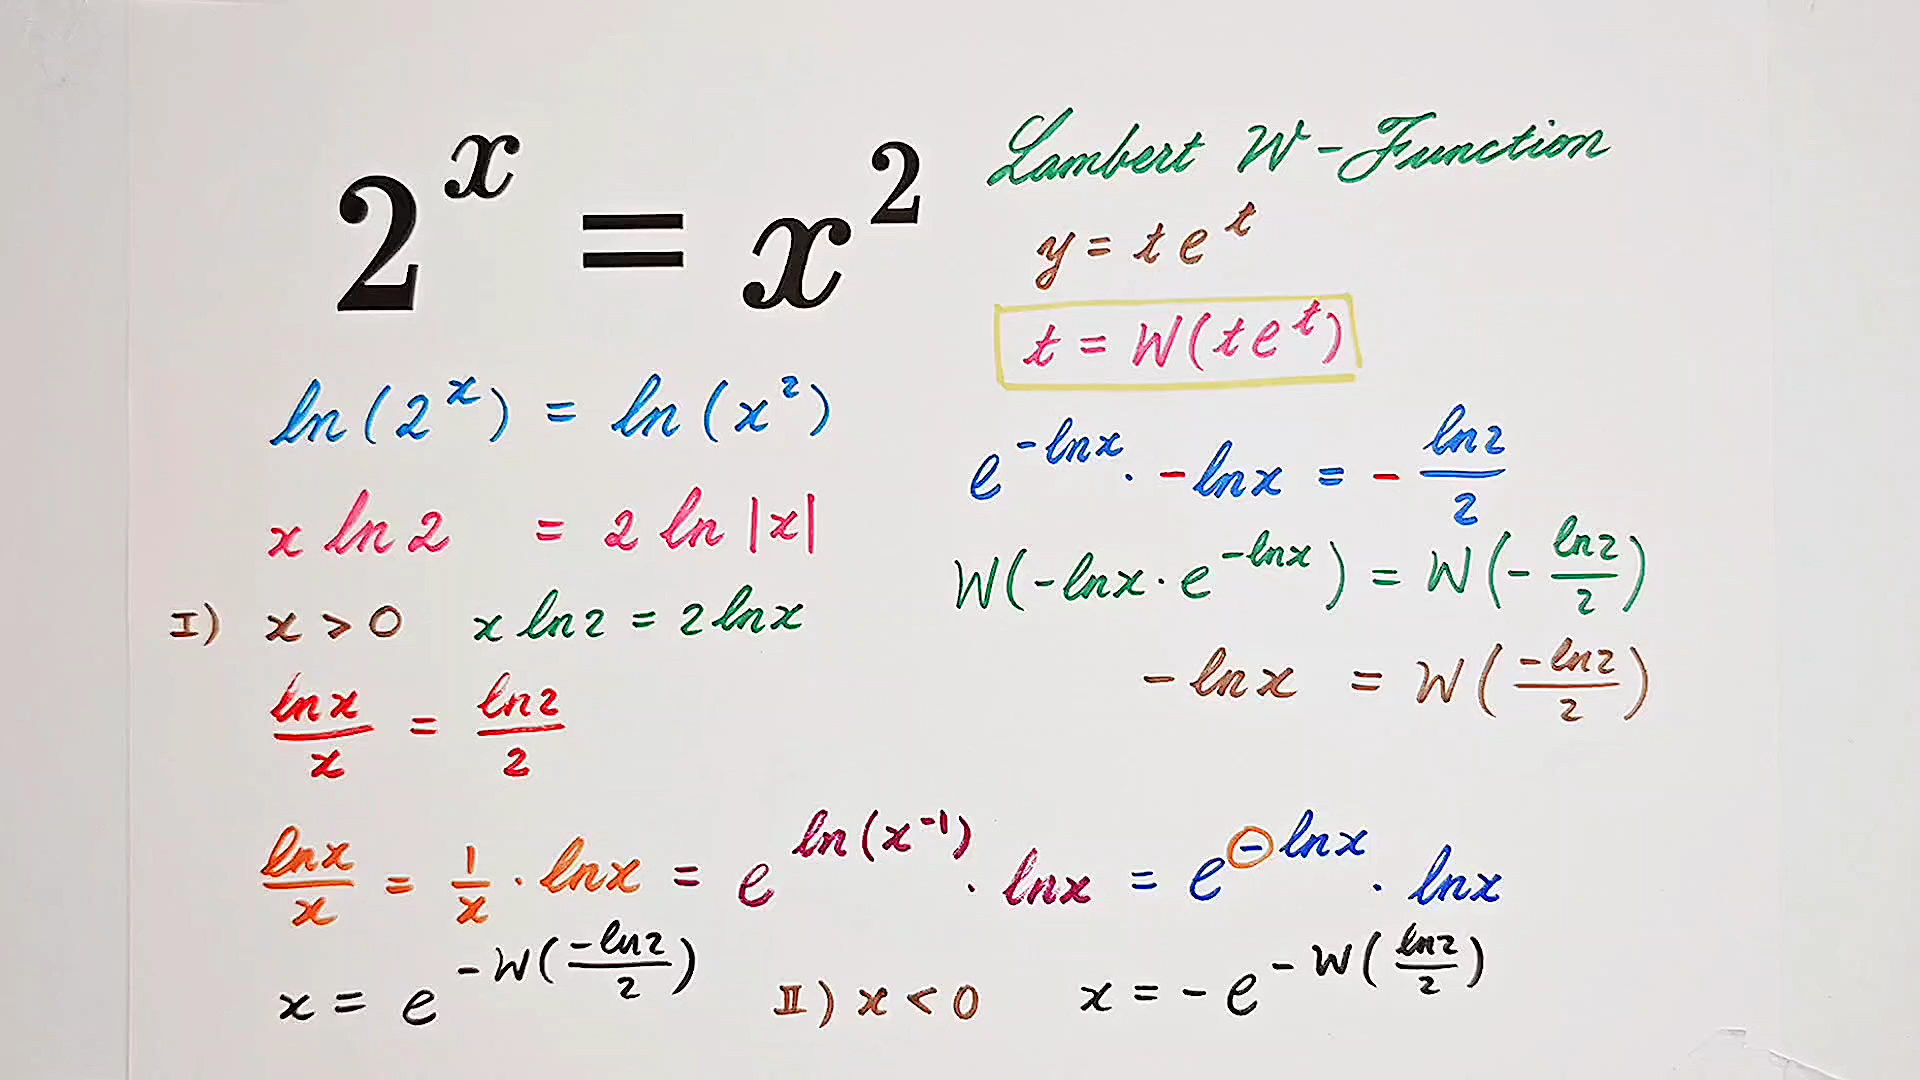 2^x = x^2
ln(2^x) = ln(x^2)
x ln2 = 2 ln|x|
I) x > 0 x ln2 = 2 lnx
lnx/x = ln2/2
Lambert W-Function
y = t e^t
t = W(t e^t)
e^{-lnx} · -lnx = - ln2/2
W(-lnx · e^{-lnx}) = W(- ln2/2)
-lnx = W(-ln2/2)
lnx/x = 1/x · lnx = e^{ln(x^{-1})} · lnx = e^{-lnx} · lnx
x = e^{-W(-ln2/2)} II) x < 0 x = -e^{-W(ln2/2)}